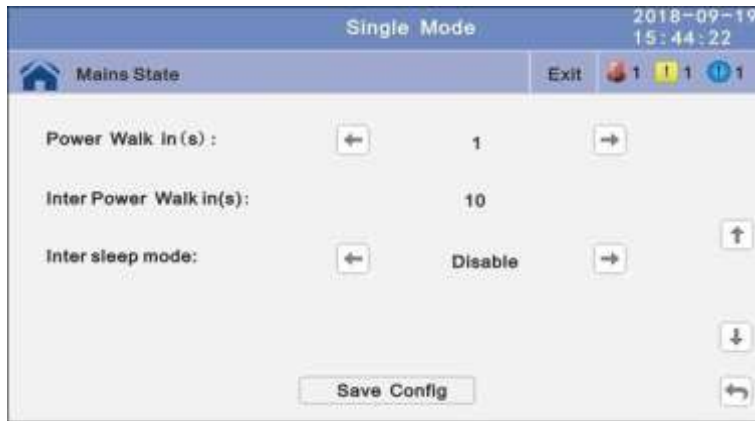 Single Mode
2018-09-19
15:44:22
Mains State
Exit
1
! 1
! 1
Power Walk in(s):
1
Inter Power Walk in(s):
10
Inter sleep mode:
Disable
Save Config